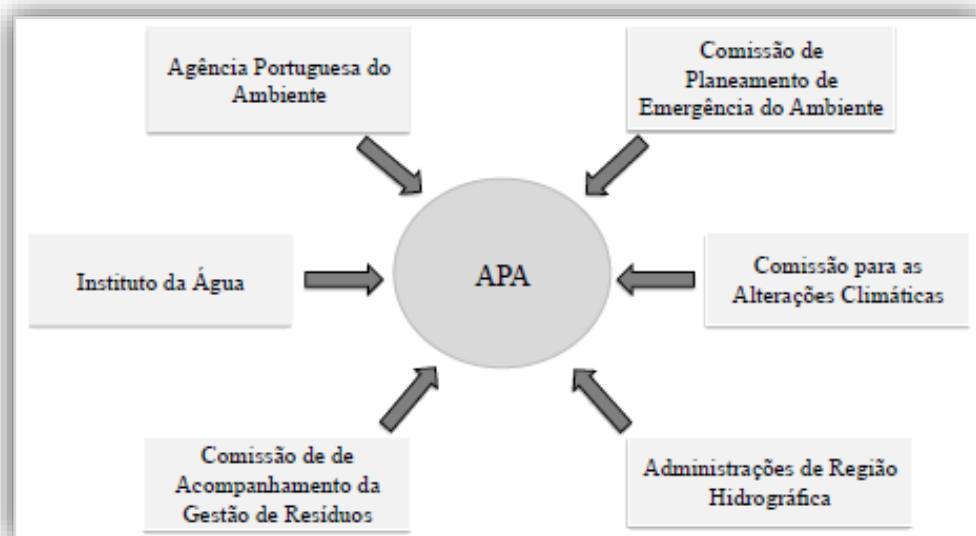 Agência Portuguesa do
Ambiente
Comissão de
Planeamento de
Emergência do Ambiente
Instituto da Água
APA
Comissão para as
Alterações Climáticas
Comissão de de
Acompanhamento da
Gestão de Resíduos
Administrações de Região
Hidrográfica